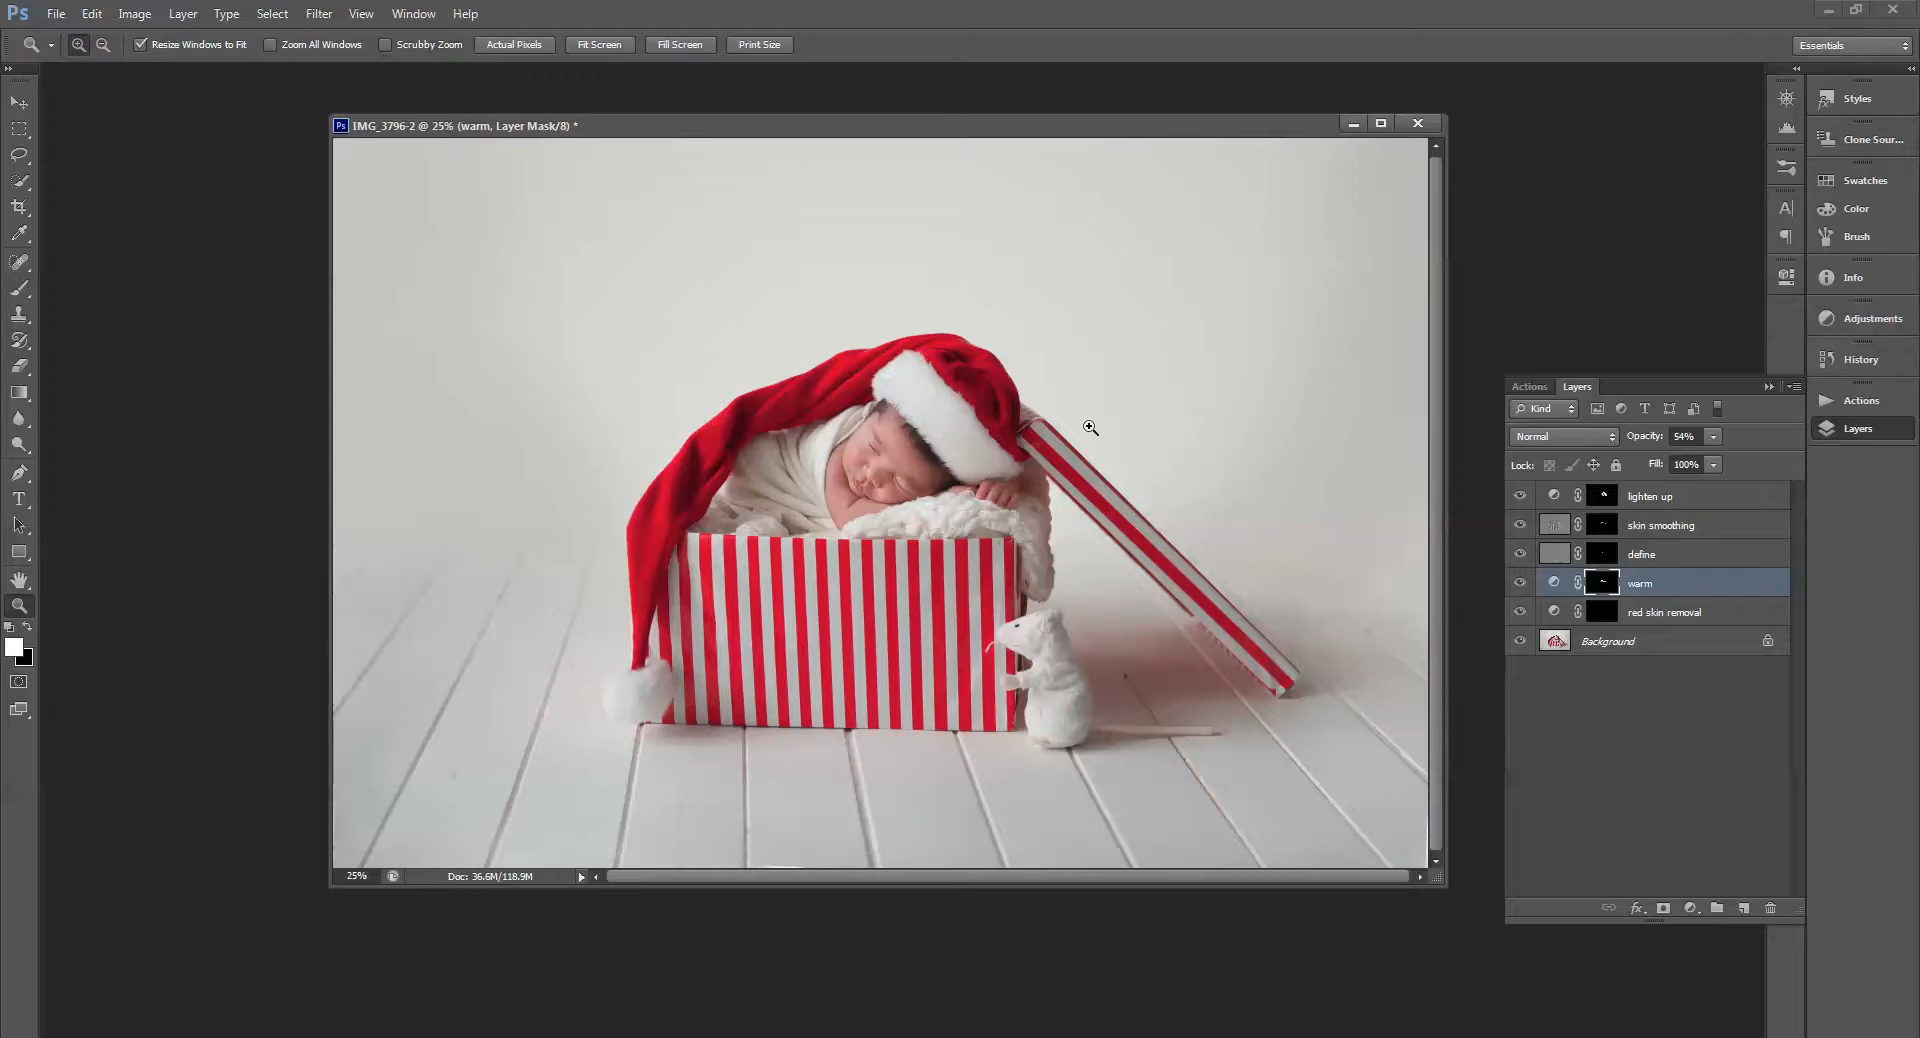 Ps File Edit Image Layer Type Select Filter View Window Help
Resize Windows to Fit Zoom All Windows Scrubby Zoom Actual Pixels Fit Screen Fill Screen Print Size Essentials
Ps IMG_3796-2 @ 25% (warm, Layer Mask/8) *
Styles
Clone Sour...
Swatches
Color
Brush
Info
Adjustments
History
Actions
Layers
Actions Layers
Kind
Normal Opacity: 54%
Lock: Fill: 100%
lighten up
skin smoothing
define
warm
red skin removal
Background
fx
25% Doc: 36.6M/118.9M